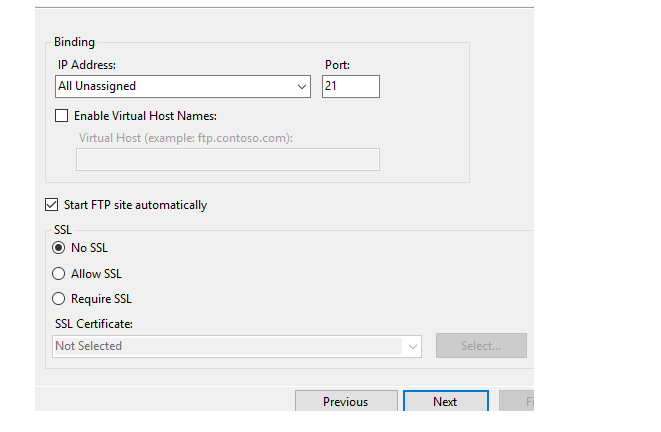 Binding
IP Address: Port:
All Unassigned 21
Enable Virtual Host Names:
Virtual Host (example: ftp.contoso.com):
Start FTP site automatically
SSL
No SSL
Allow SSL
Require SSL
SSL Certificate:
Not Selected Select...
Previous Next